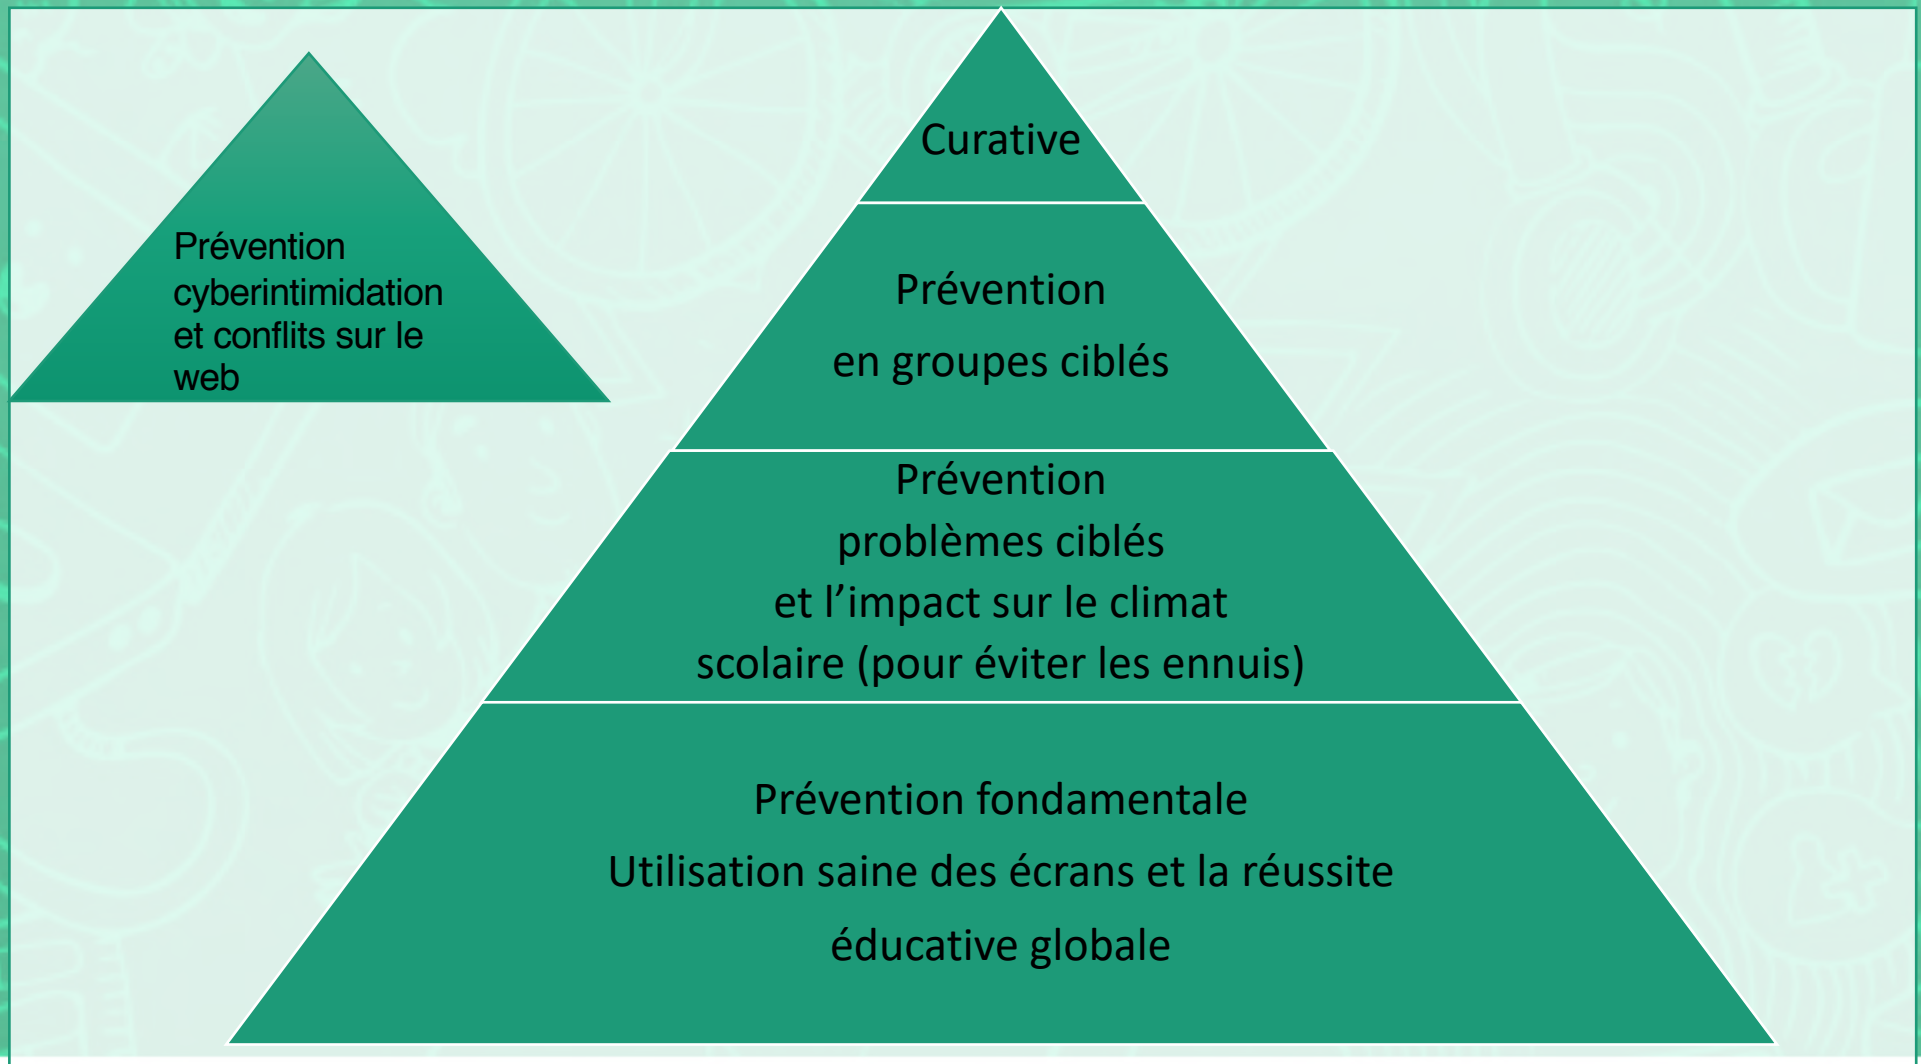 Prévention
cyberintimidation
et conflits sur le
web
Curative
Prévention
en groupes ciblés
Prévention
problèmes ciblés
et l’impact sur le climat
scolaire (pour éviter les ennuis)
Prévention fondamentale
Utilisation saine des écrans et la réussite
éducative globale